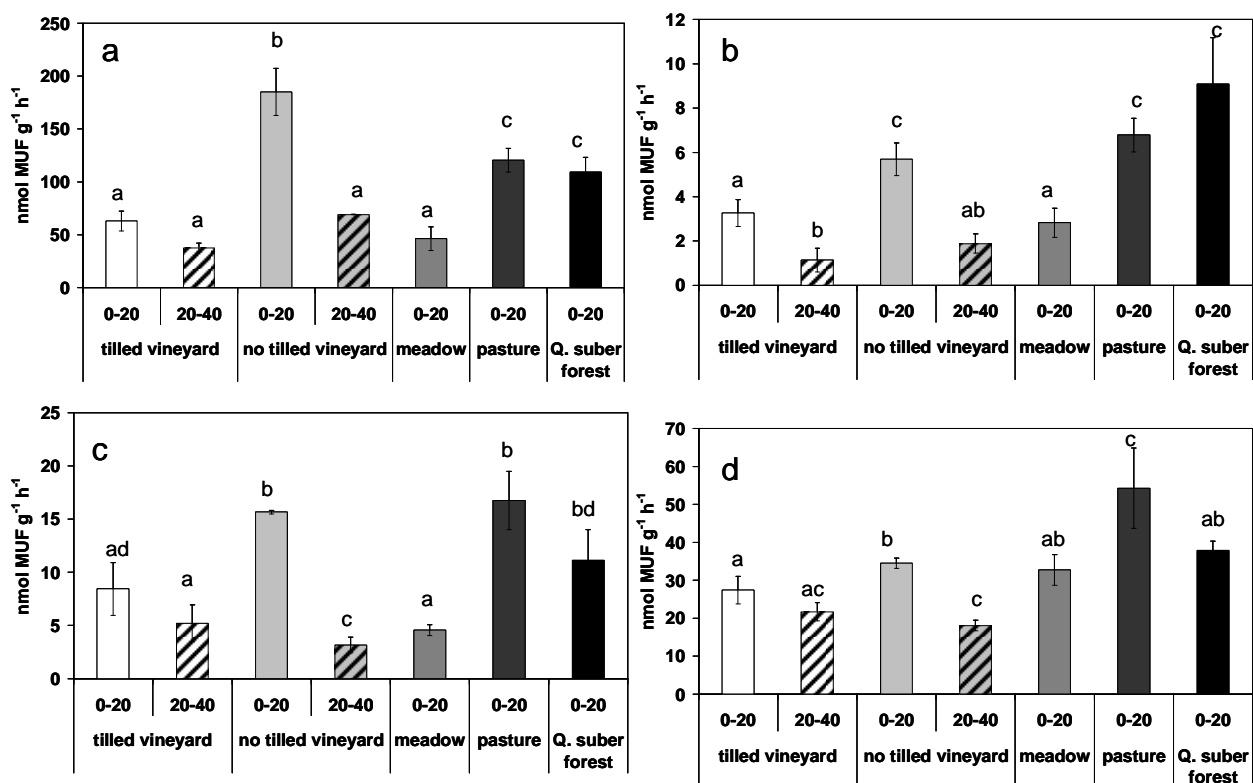 a
nmol MUF g⁻¹ h⁻¹
250
200
150
100
50
0
a
a
b
a
a
c
c
0-20 20-40 0-20 20-40 0-20 0-20 0-20
tilled vineyard no tilled vineyard meadow pasture Q. suber
forest
b
nmol MUF g⁻¹ h⁻¹
12
10
8
6
4
2
0
a
b
c
ab
a
c
c
0-20 20-40 0-20 20-40 0-20 0-20 0-20
tilled vineyard no tilled vineyard meadow pasture Q. suber
forest
c
nmol MUF g⁻¹ h⁻¹
25
20
15
10
5
0
ad
a
b
c
a
b
bd
0-20 20-40 0-20 20-40 0-20 0-20 0-20
tilled vineyard no tilled vineyard meadow pasture Q. suber
forest
d
nmol MUF g⁻¹ h⁻¹
70
60
50
40
30
20
10
0
a
ac
b
c
ab
c
ab
0-20 20-40 0-20 20-40 0-20 0-20 0-20
tilled vineyard no tilled vineyard meadow pasture Q. suber
forest